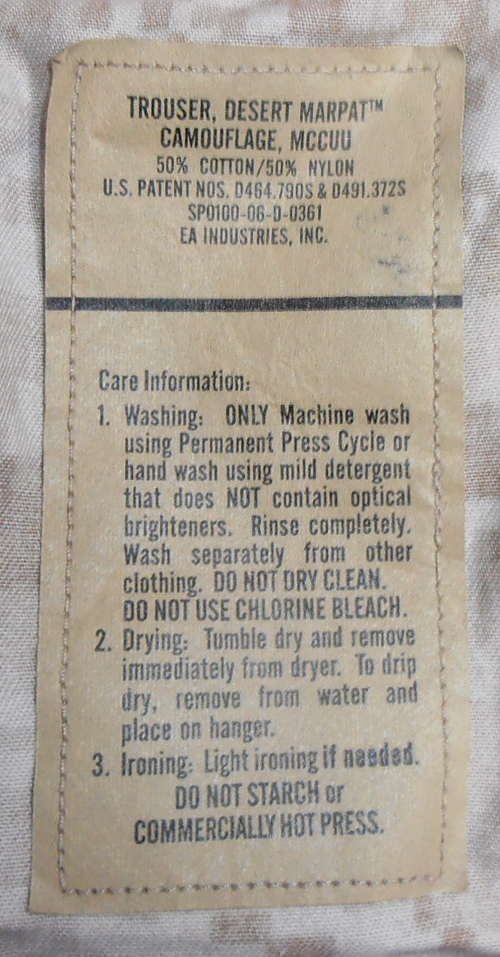 TROUSER, DESERT MARPAT™
CAMOUFLAGE, MCCUU
50% COTTON/50% NYLON
U.S. PATENT NOS. D464.790S & D491.372S
SP0100-06-D-0361
EA INDUSTRIES, INC.
Care Information:
1. Washing: ONLY Machine wash
using Permanent Press Cycle or
hand wash using mild detergent
that does NOT contain optical
brighteners. Rinse completely.
Wash separately from other
clothing. DO NOT DRY CLEAN.
DO NOT USE CHLORINE BLEACH.
2. Drying: Tumble dry and remove
immediately from dryer. To drip
dry, remove from water and
place on hanger.
3. Ironing: Light ironing if needed.
DO NOT STARCH or
COMMERCIALLY HOT PRESS.